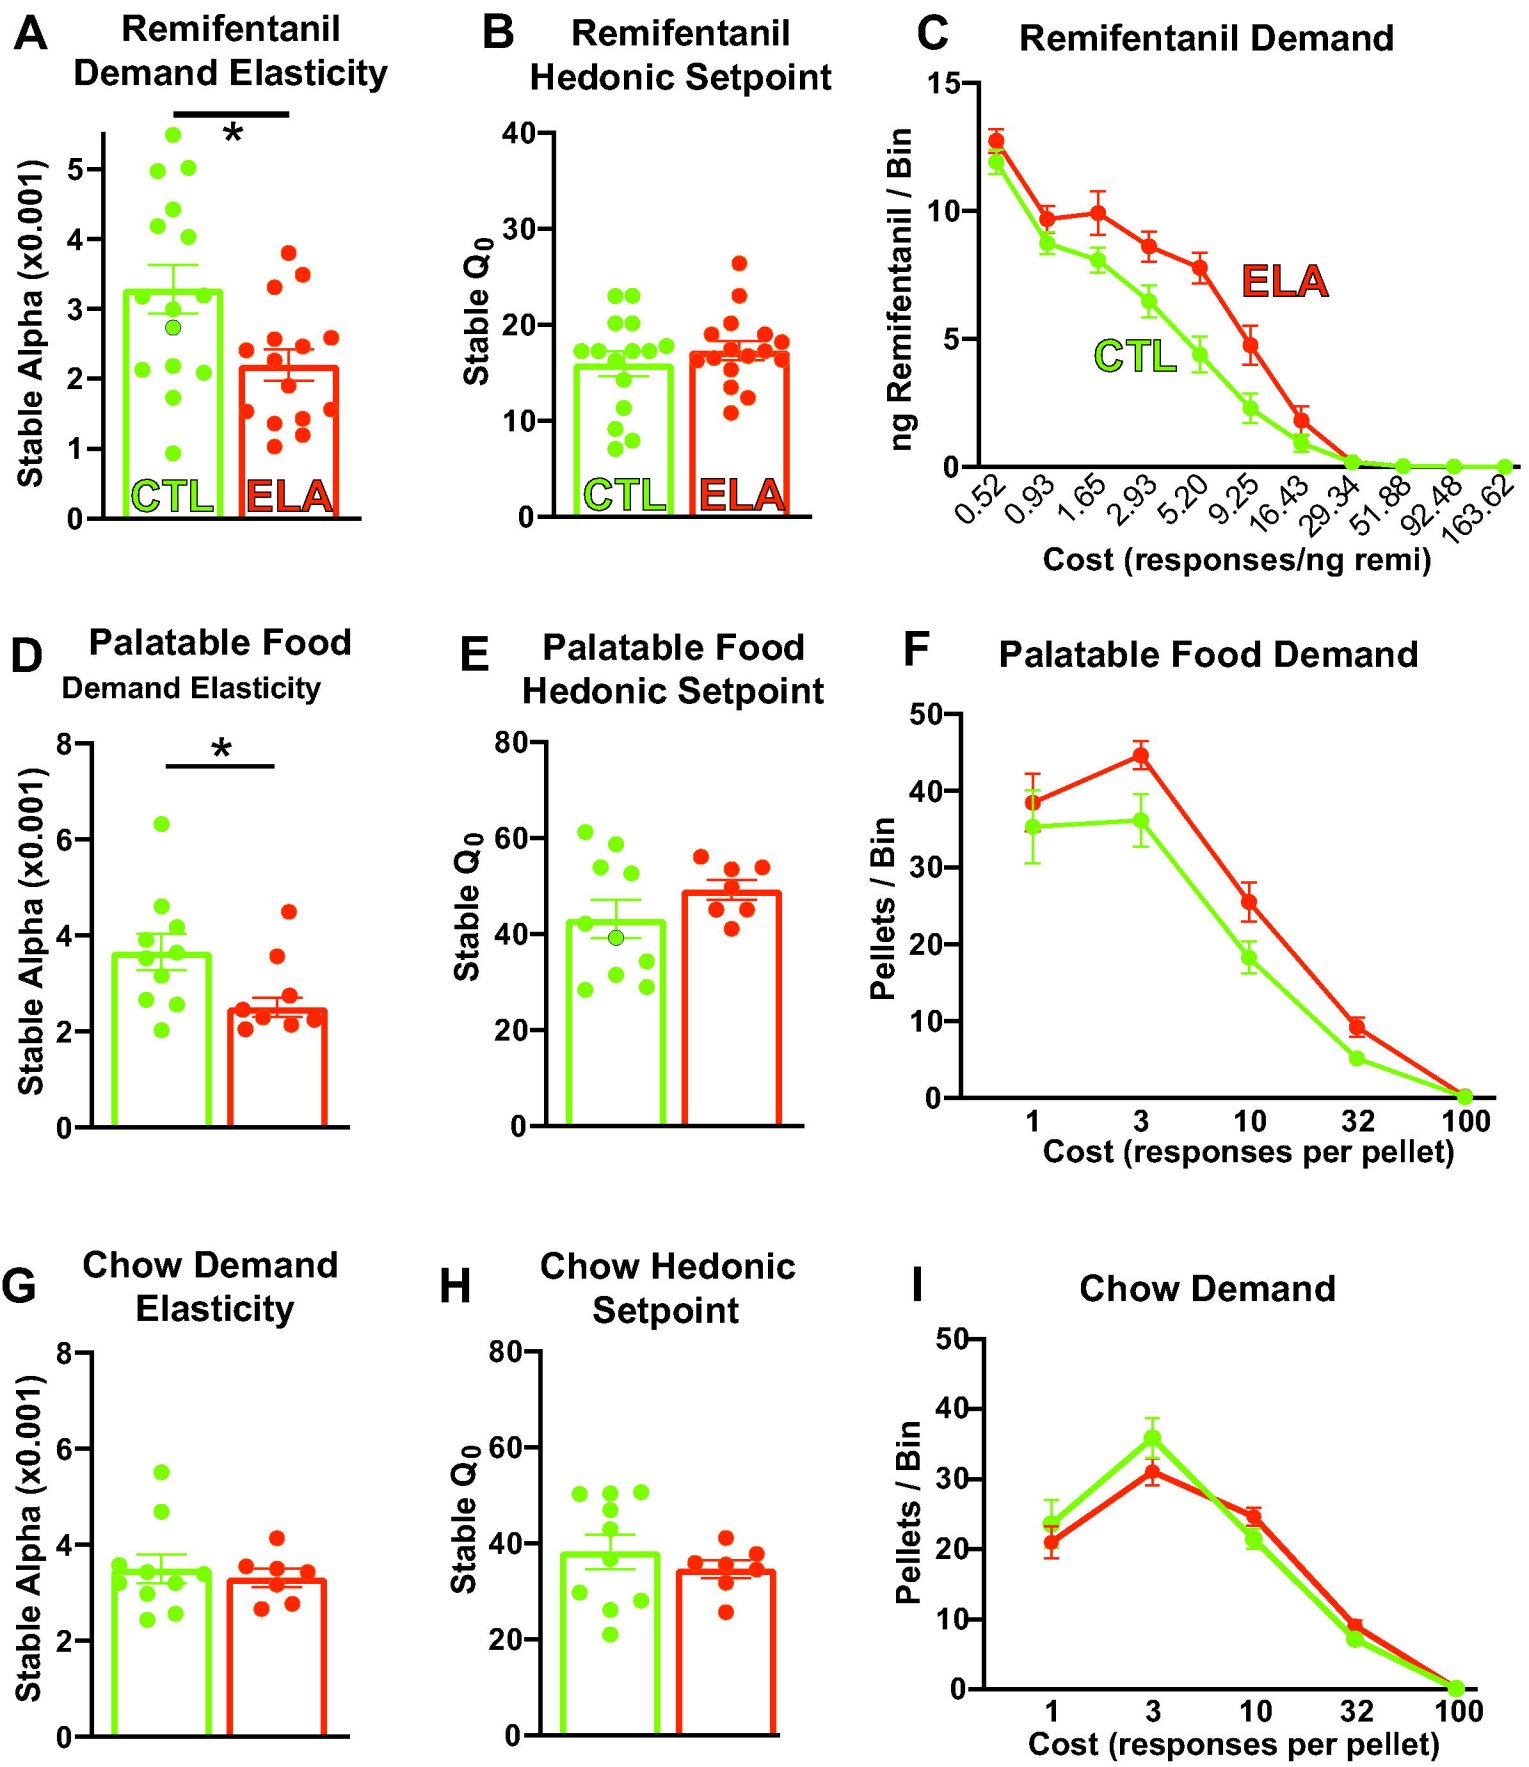 A
Remifentanil
Demand Elasticity
*
Stable Alpha (x0.001)
5
4
3
2
1
0
CTL
ELA
B
Remifentanil
Hedonic Setpoint
Stable Q0
40
30
20
10
0
CTL
ELA
C
Remifentanil Demand
ng Remifentanil / Bin
15
10
5
0
ELA
CTL
0.52
0.93
1.65
2.93
5.20
9.25
16.43
29.34
51.88
92.48
163.62
Cost (responses/ng remi)
D
Palatable Food
Demand Elasticity
*
Stable Alpha (x0.001)
8
6
4
2
0
E
Palatable Food
Hedonic Setpoint
Stable Q0
80
60
40
20
0
F
Palatable Food Demand
Pellets / Bin
50
40
30
20
10
0
1
3
10
32
100
Cost (responses per pellet)
G
Chow Demand
Elasticity
Stable Alpha (x0.001)
8
6
4
2
0
H
Chow Hedonic
Setpoint
Stable Q0
80
60
40
20
0
I
Chow Demand
Pellets / Bin
50
40
30
20
10
0
1
3
10
32
100
Cost (responses per pellet)